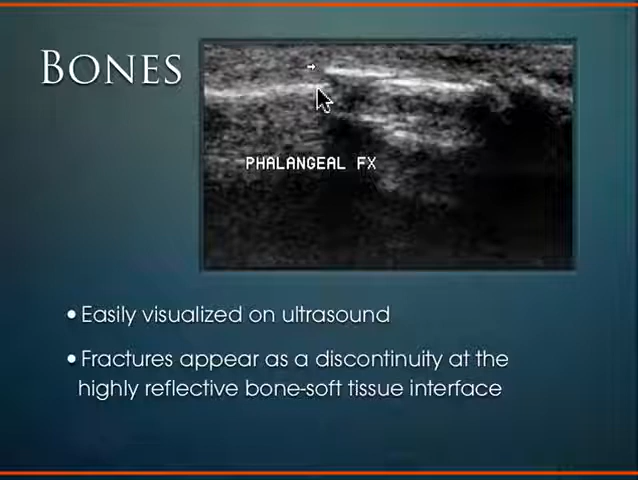 BONES
PHALANGEAL FX
• Easily visualized on ultrasound
• Fractures appear as a discontinuity at the
highly reflective bone-soft tissue interface